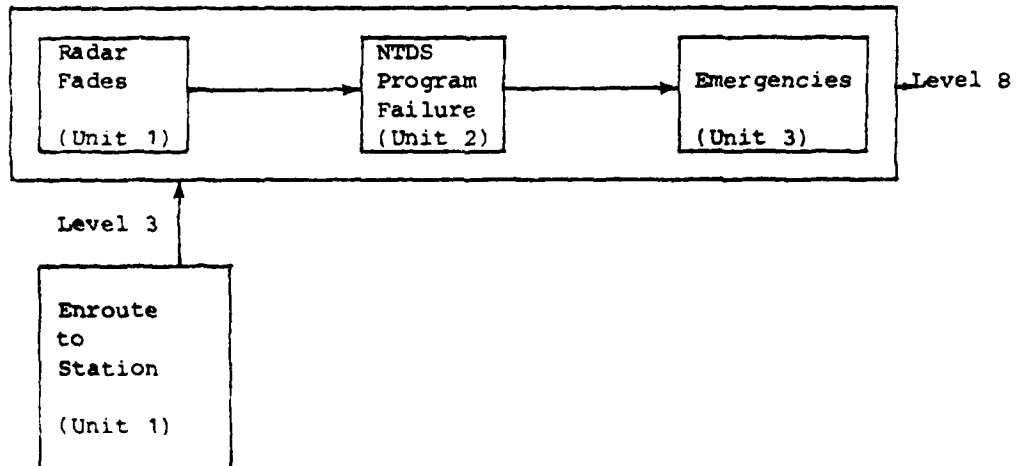 Radar
Fades
(Unit 1)
NTDS
Program
Failure
(Unit 2)
Emergencies
(Unit 3)
Level 8
Level 3
Enroute
to
Station
(Unit 1)